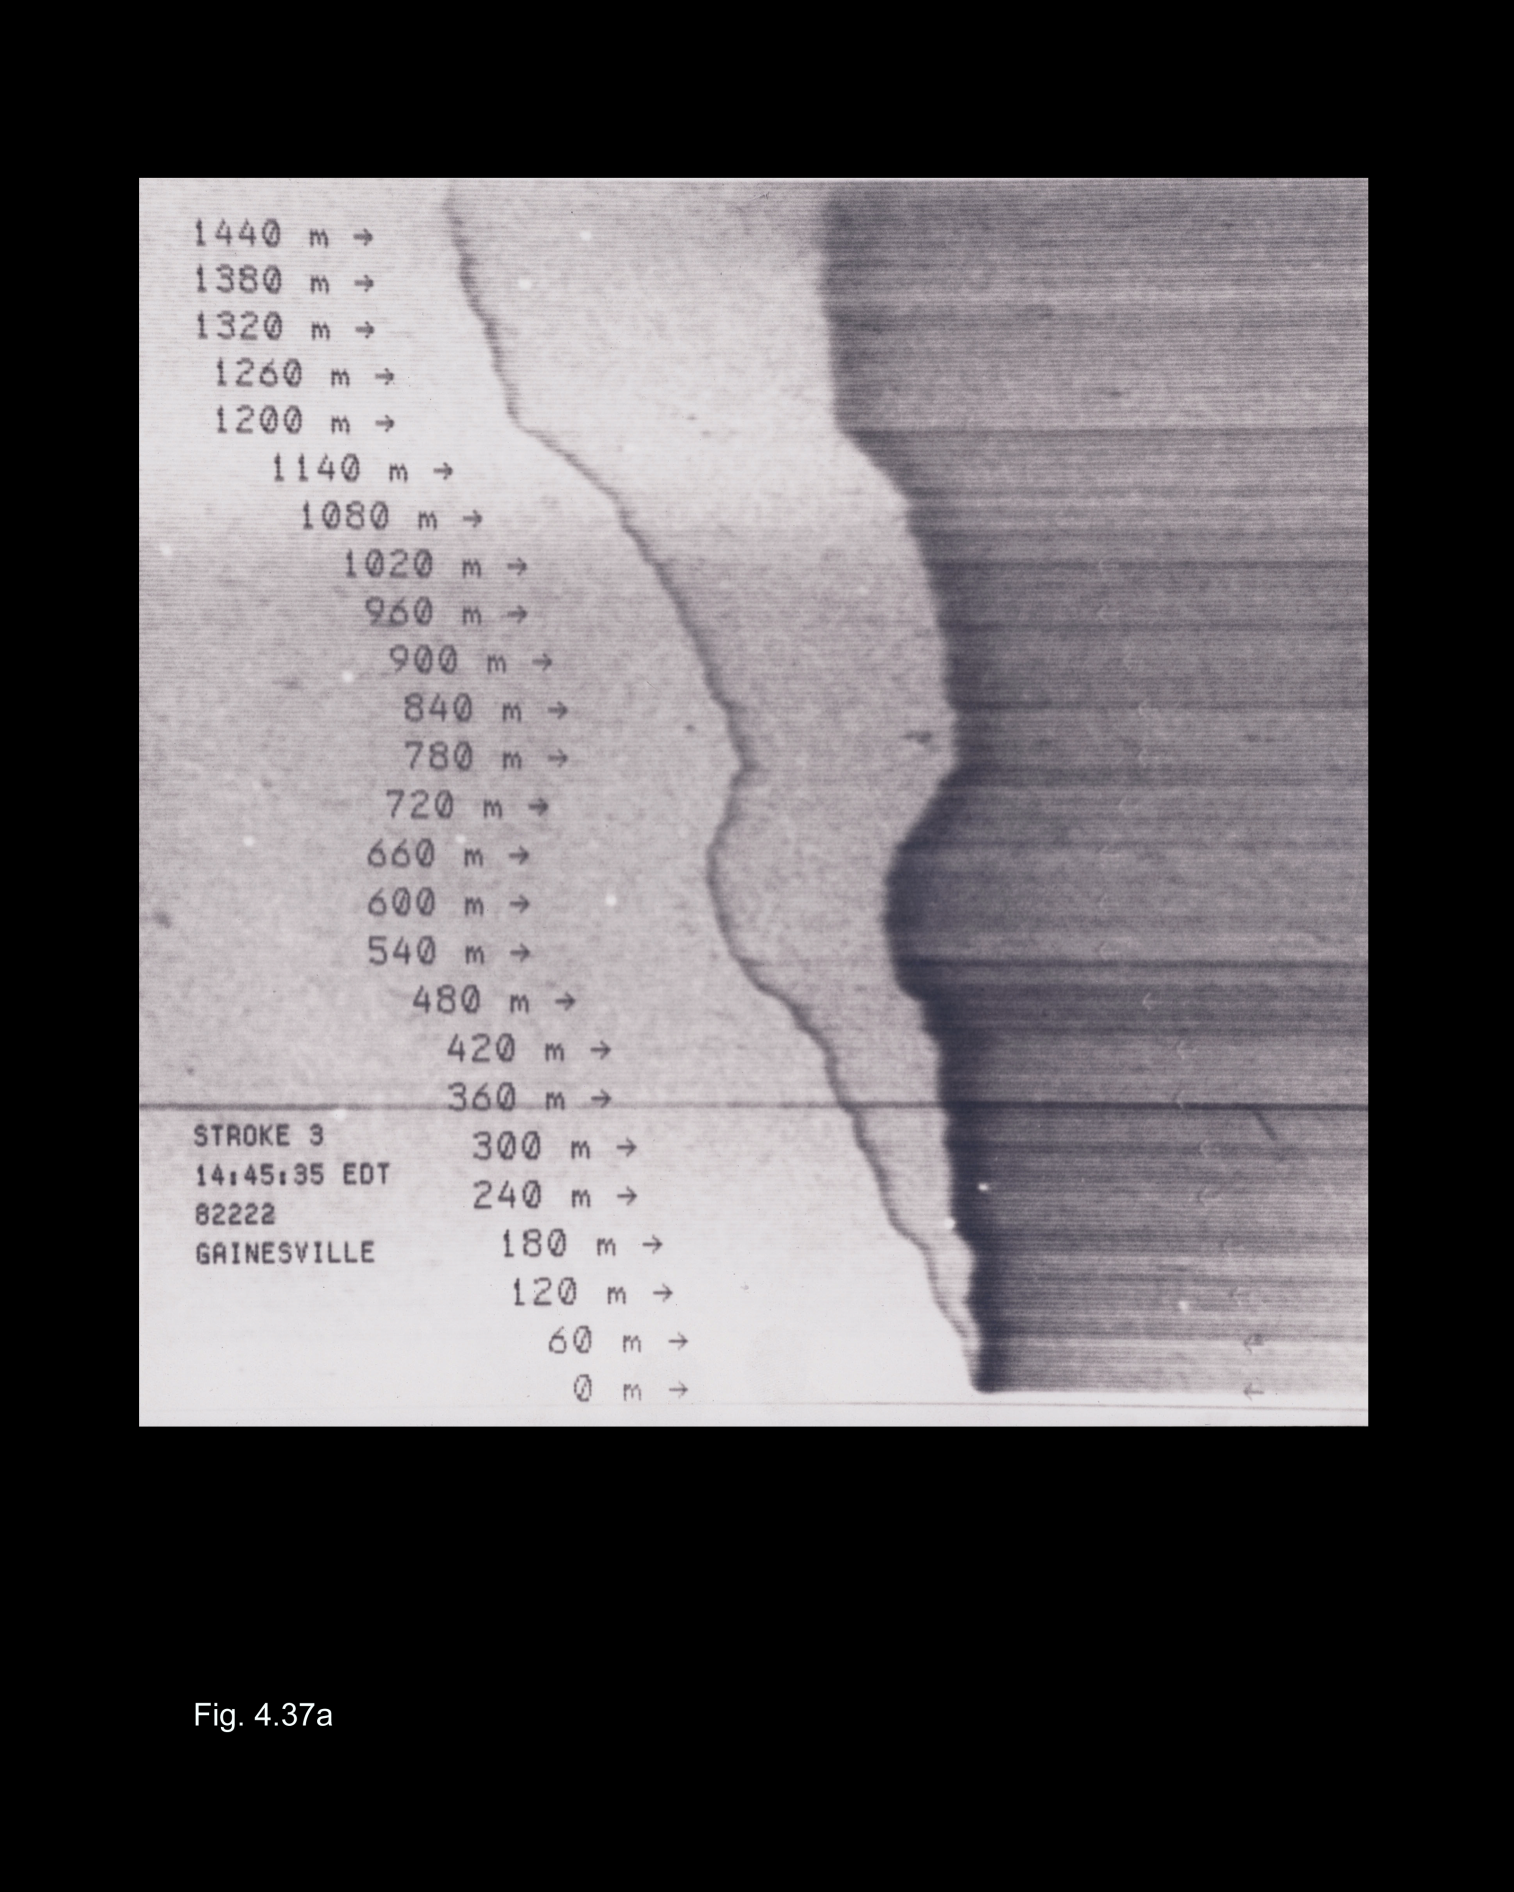 1440 m →
1380 m →
1320 m →
1260 m →
1200 m →
1140 m →
1080 m →
1020 m →
960 m →
900 m →
840 m →
780 m →
720 m →
660 m →
600 m →
540 m →
480 m →
420 m →
360 m →
300 m →
240 m →
180 m →
120 m →
60 m →
0 m →
STROKE 3
14:45:35 EDT
82222
GAINESVILLE
Fig. 4.37a